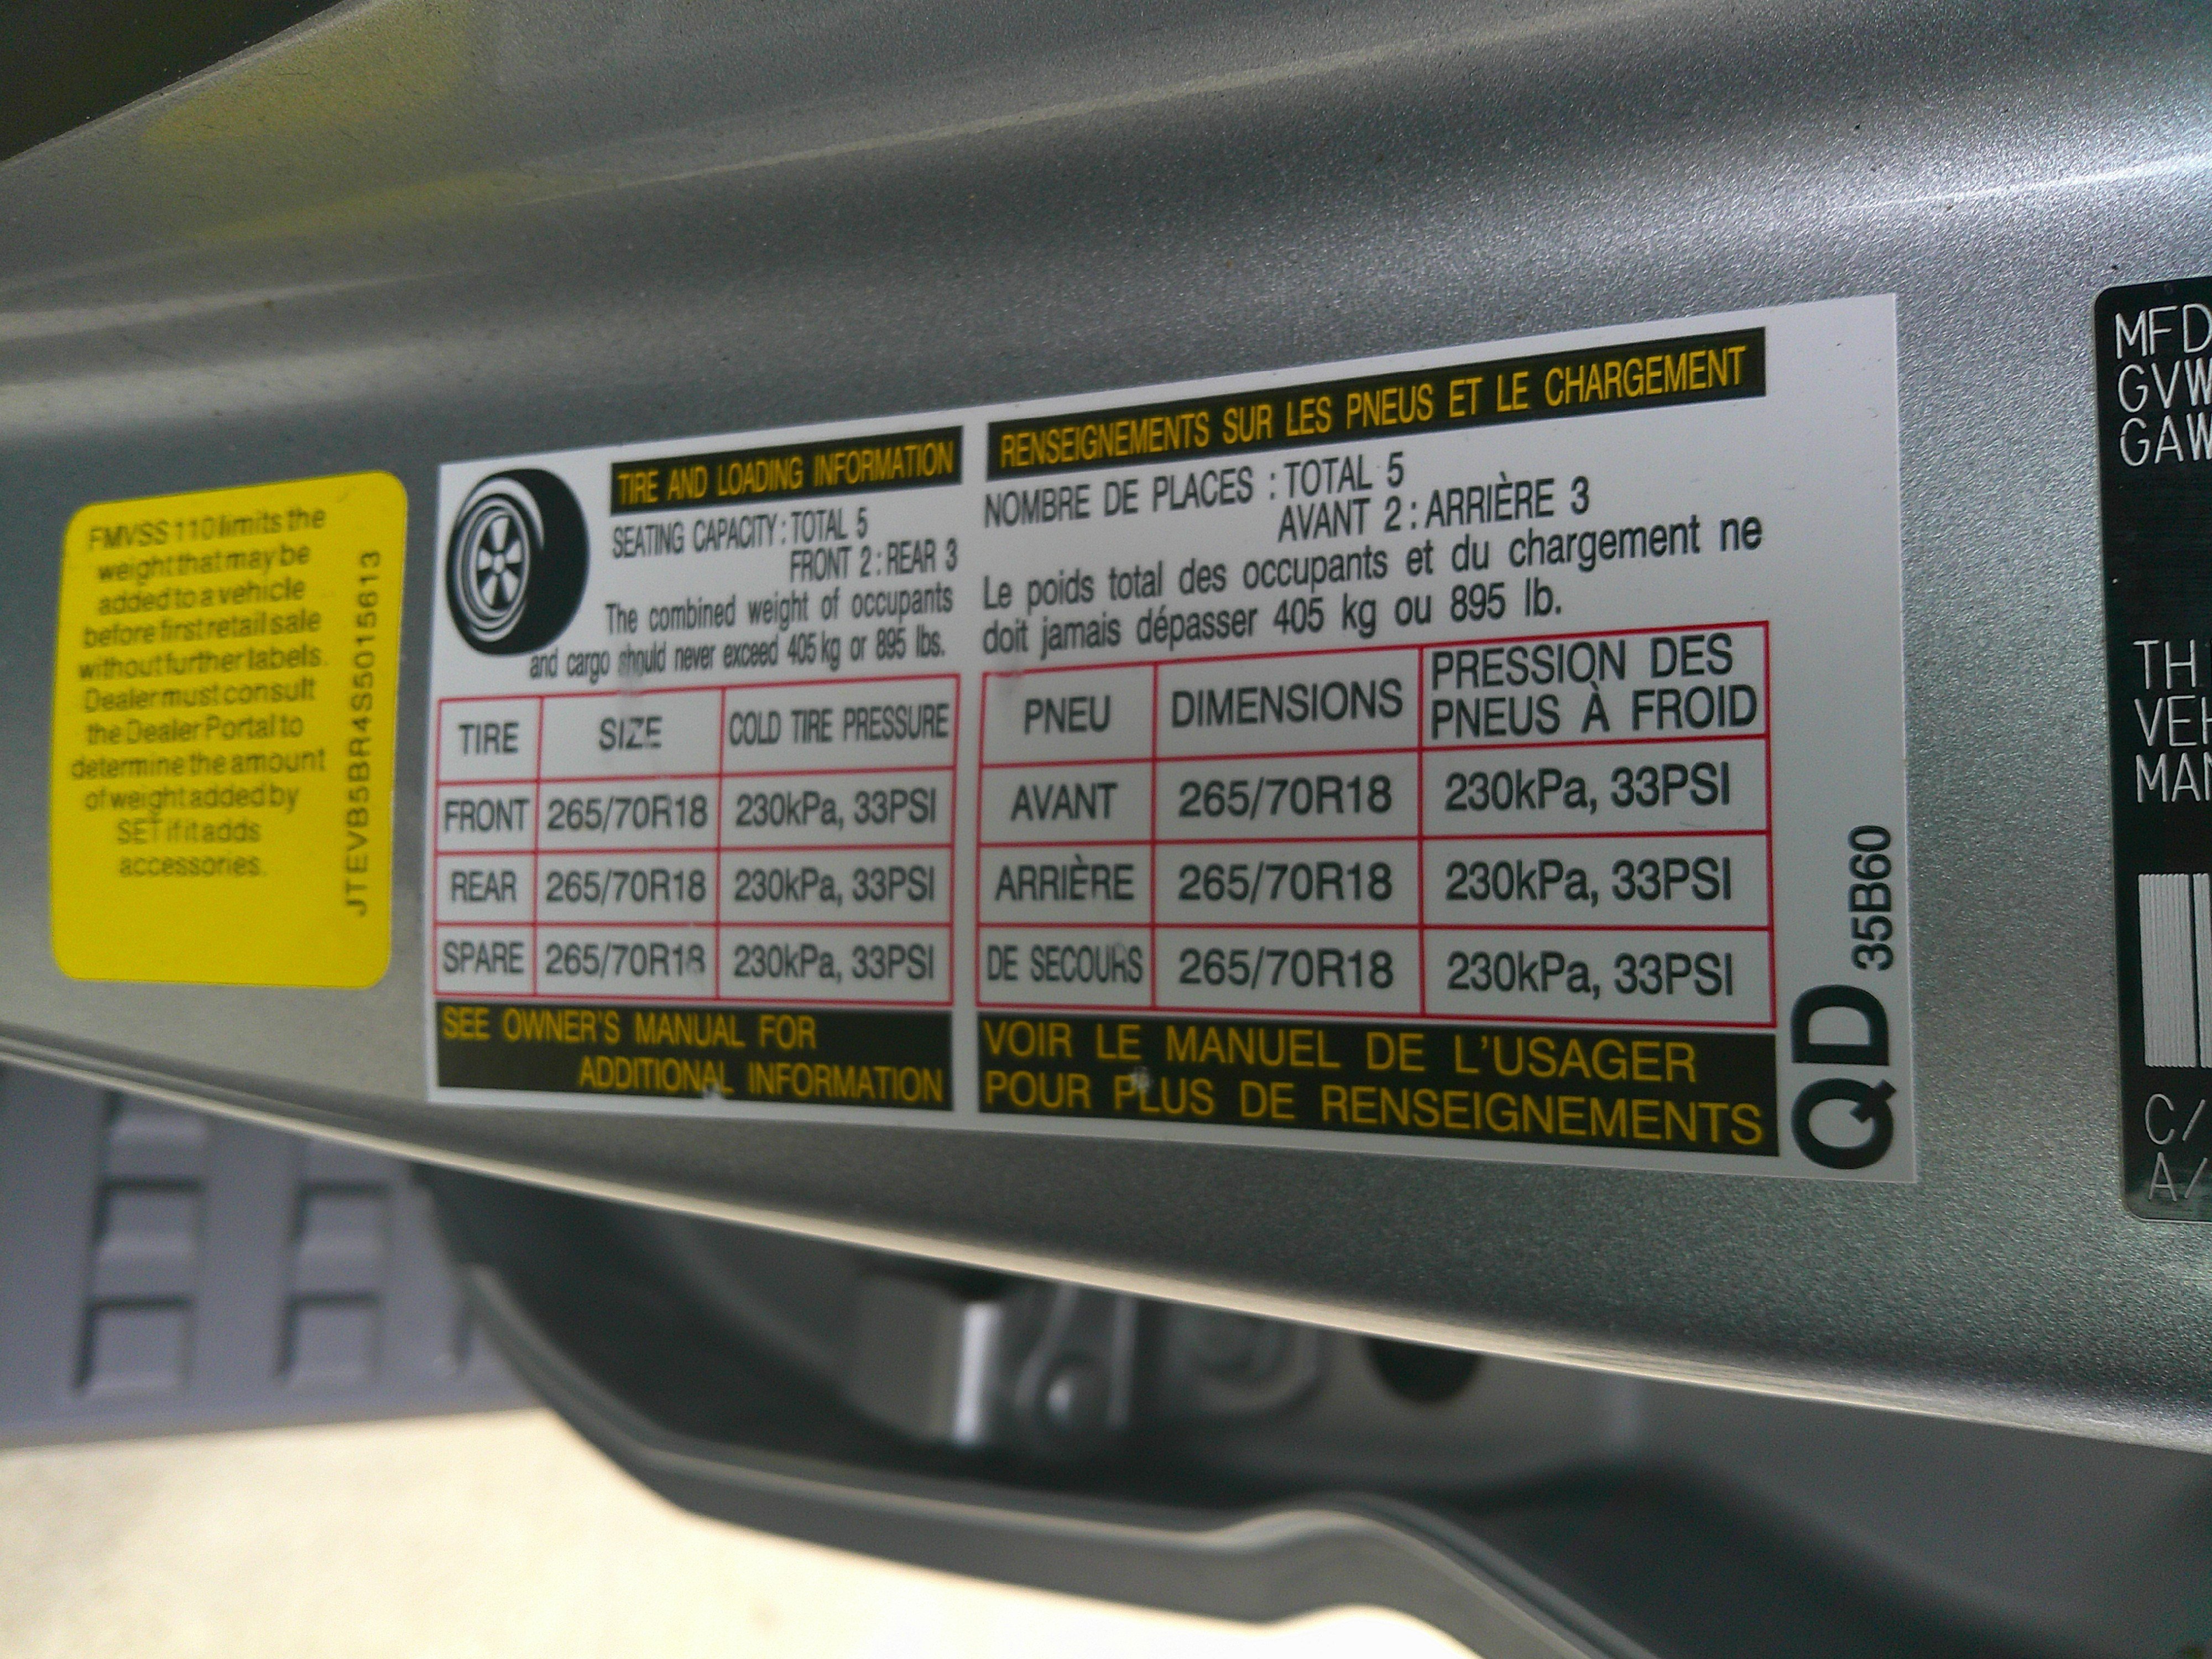 FMVSS 110 limits the
weight that may be
added to a vehicle
before first retail sale
without further labels.
Dealer must consult
the Dealer Portal to
determine the amount
of weight added by
SET if it adds
accessories.
JTEVB5BR4S5015613
TIRE AND LOADING INFORMATION
SEATING CAPACITY : TOTAL 5
FRONT 2 : REAR 3
The combined weight of occupants
and cargo should never exceed 405 kg or 895 lbs.
TIRE SIZE COLD TIRE PRESSURE
FRONT 265/70R18 230kPa, 33PSI
REAR 265/70R18 230kPa, 33PSI
SPARE 265/70R18 230kPa, 33PSI
SEE OWNER'S MANUAL FOR
ADDITIONAL INFORMATION
RENSEIGNEMENTS SUR LES PNEUS ET LE CHARGEMENT
NOMBRE DE PLACES : TOTAL 5
AVANT 2 : ARRIÈRE 3
Le poids total des occupants et du chargement ne
doit jamais dépasser 405 kg ou 895 lb.
PNEU DIMENSIONS PRESSION DES
PNEUS À FROID
AVANT 265/70R18 230kPa, 33PSI
ARRIÈRE 265/70R18 230kPa, 33PSI
DE SECOURS 265/70R18 230kPa, 33PSI
VOIR LE MANUEL DE L'USAGER
POUR PLUS DE RENSEIGNEMENTS
QD 35B60
MFD
GVW
GAW
TH
VEH
MAN
C/
A/